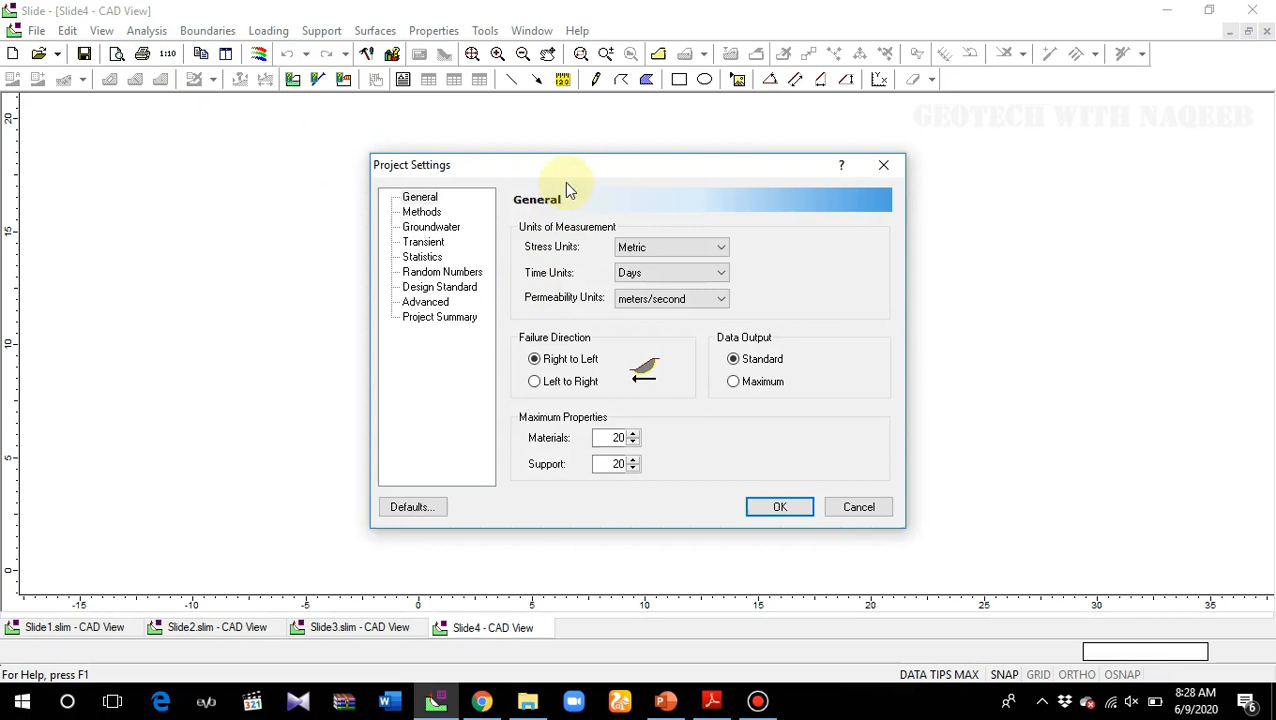 Slide - [Slide4 - CAD View]
File Edit View Analysis Boundaries Loading Support Surfaces Properties Tools Window Help
1:10
GEOTECH WITH NAQEEB
20
15
10
5
0
Project Settings
General
Methods
Groundwater
Transient
Statistics
Random Numbers
Design Standard
Advanced
Project Summary
General
Units of Measurement
Stress Units: Metric
Time Units: Days
Permeability Units: meters/second
Failure Direction
Right to Left
Left to Right
Data Output
Standard
Maximum
Maximum Properties
Materials: 20
Support: 20
Defaults... OK Cancel
-15 -10 -5 0 5 10 15 20 25 30 35
Slide1.slim - CAD View Slide2.slim - CAD View Slide3.slim - CAD View Slide4 - CAD View
For Help, press F1 DATA TIPS MAX SNAP GRID ORTHO OSNAP
8:28 AM
6/9/2020
6